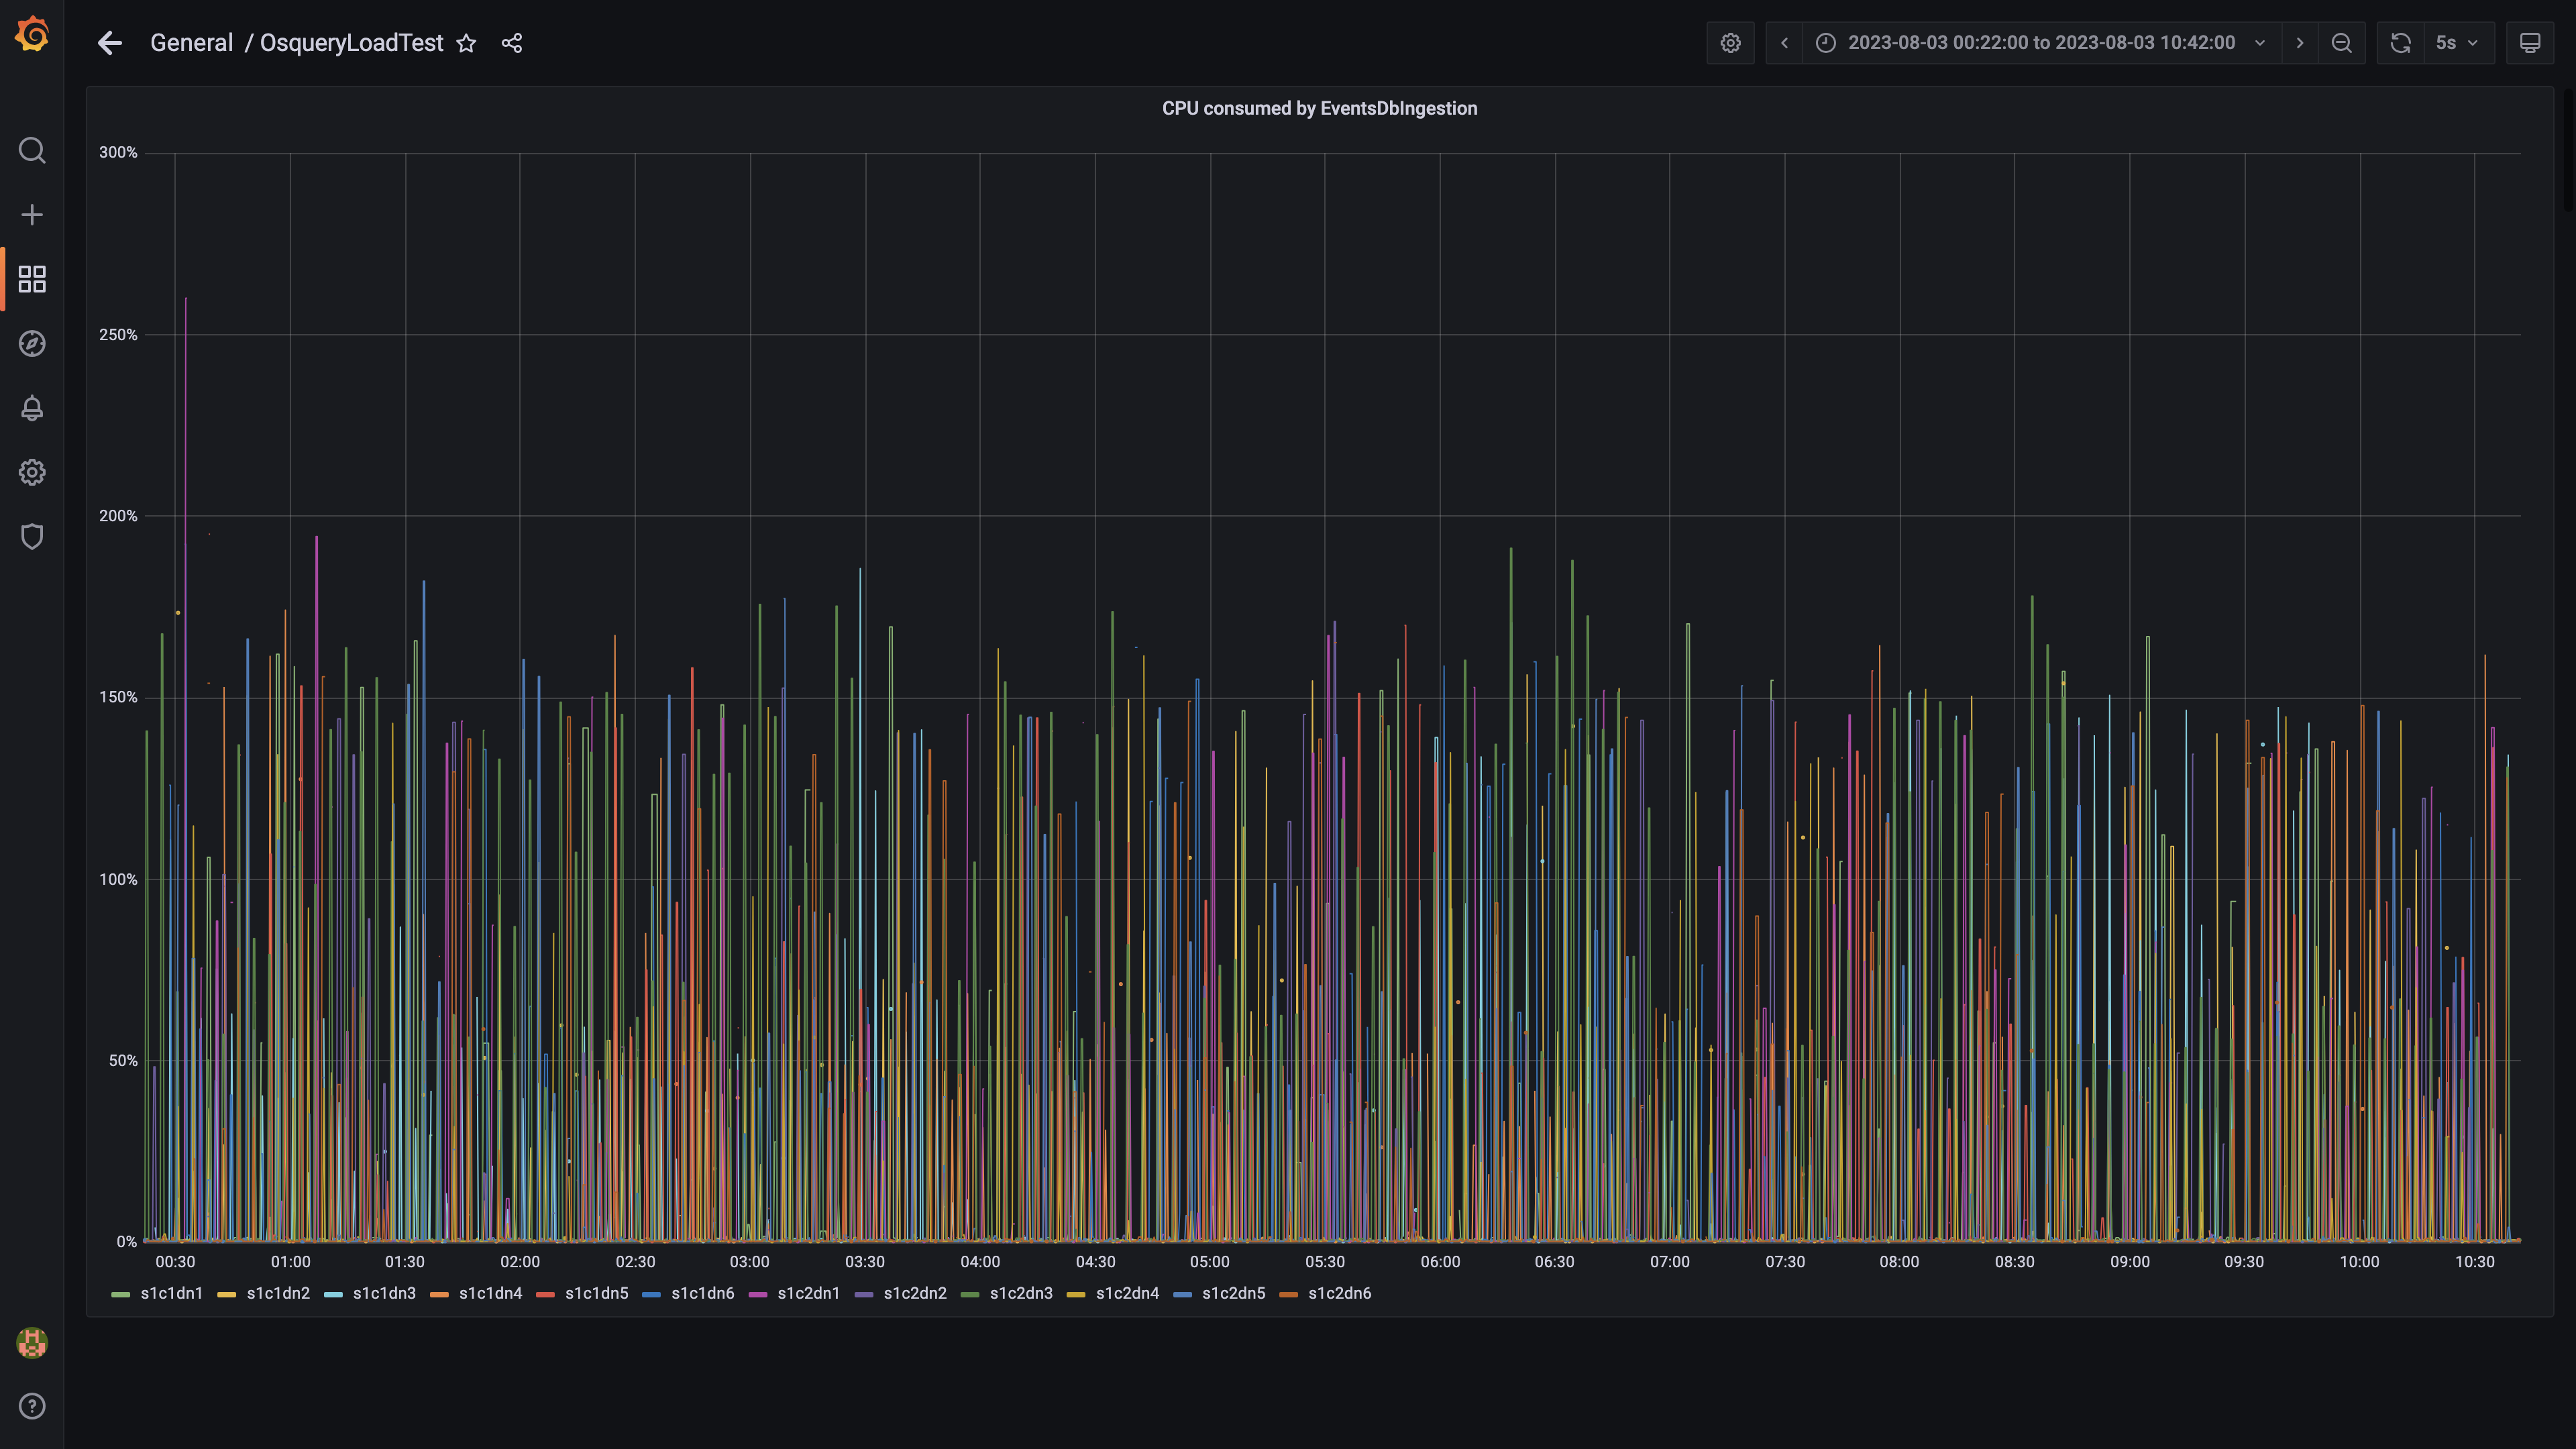 General / OsqueryLoadTest
2023-08-03 00:22:00 to 2023-08-03 10:42:00
5s
CPU consumed by EventsDbIngestion
300%
250%
200%
150%
100%
50%
0%
00:30 01:00 01:30 02:00 02:30 03:00 03:30 04:00 04:30 05:00 05:30 06:00 06:30 07:00 07:30 08:00 08:30 09:00 09:30 10:00 10:30
s1c1dn1 s1c1dn2 s1c1dn3 s1c1dn4 s1c1dn5 s1c1dn6 s1c2dn1 s1c2dn2 s1c2dn3 s1c2dn4 s1c2dn5 s1c2dn6